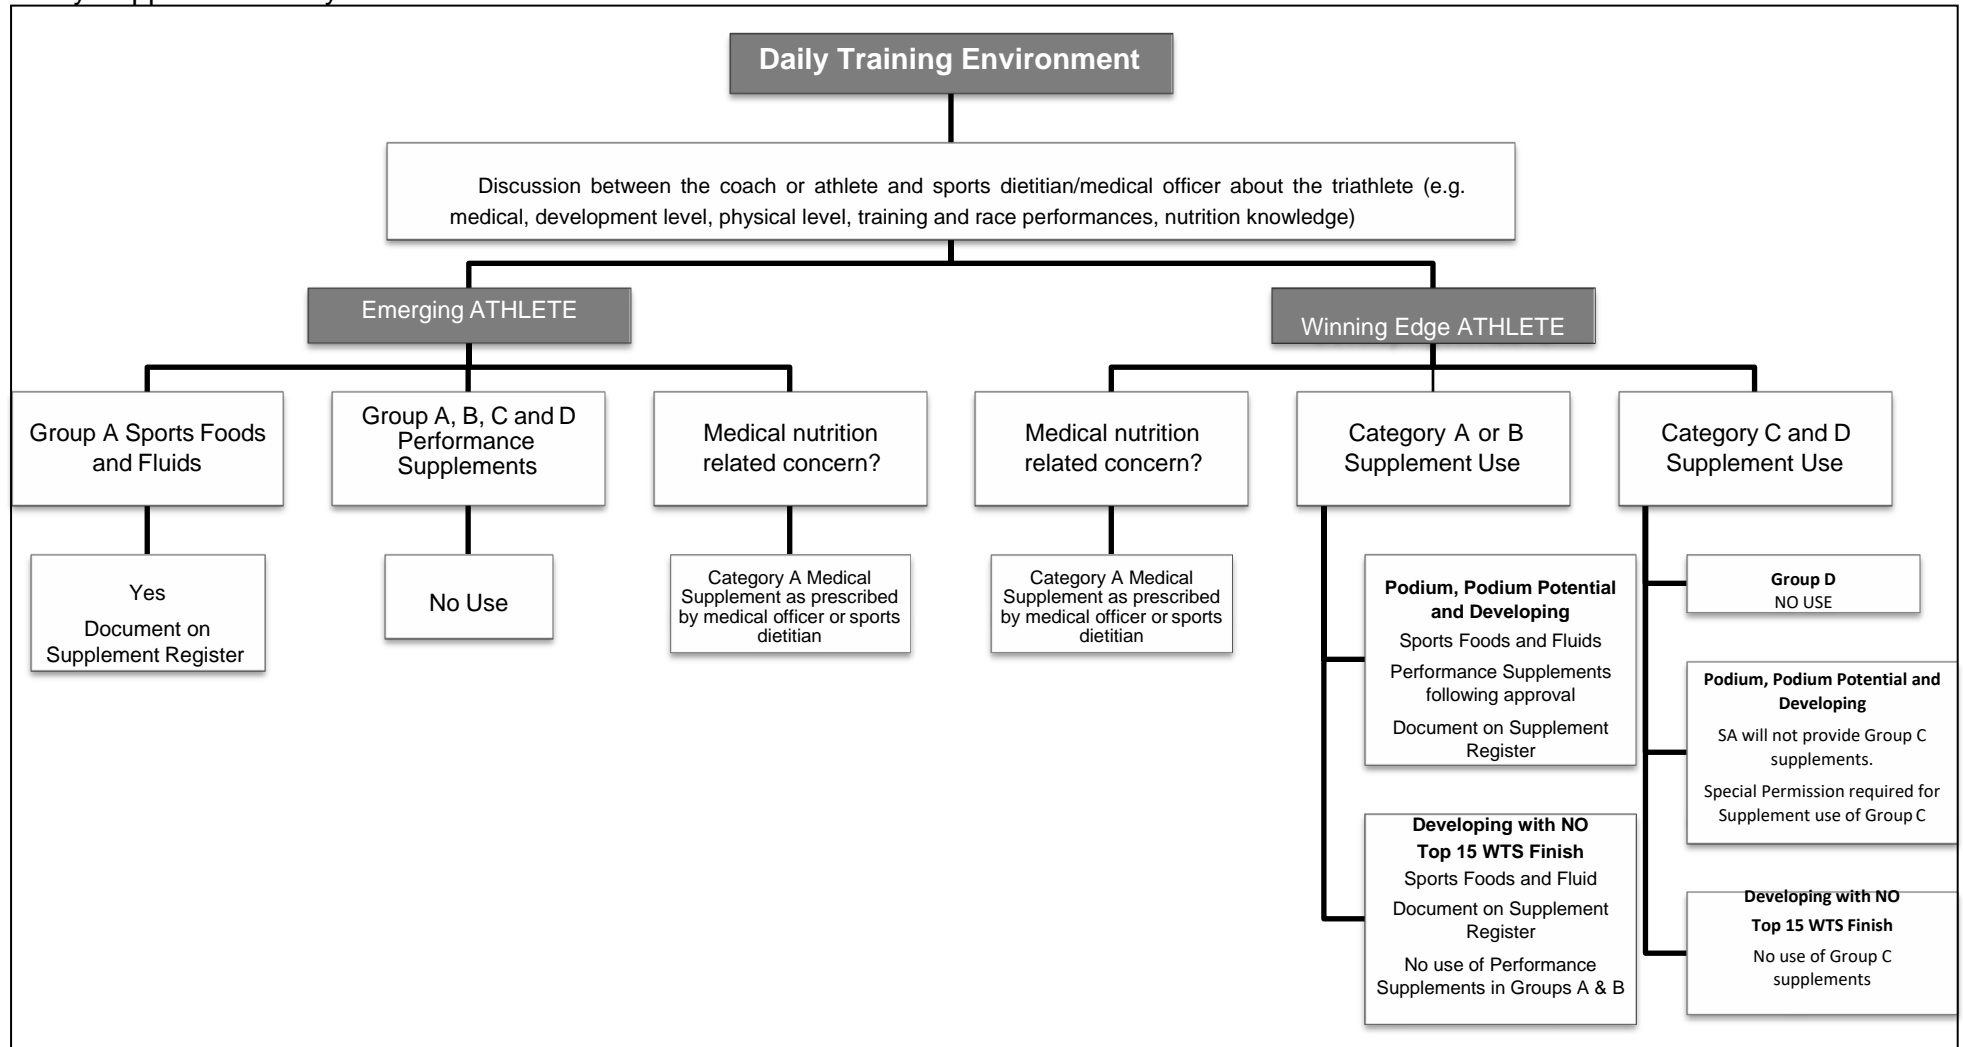 Daily Training Environment
Discussion between the coach or athlete and sports dietitian/medical officer about the triathlete (e.g.
medical, development level, physical level, training and race performances, nutrition knowledge)
Emerging ATHLETE
Winning Edge ATHLETE
Group A Sports Foods
and Fluids
Group A, B, C and D
Performance
Supplements
Medical nutrition
related concern?
Medical nutrition
related concern?
Category A or B
Supplement Use
Category C and D
Supplement Use
Yes
Document on
Supplement Register
No Use
Category A Medical
Supplement as prescribed
by medical officer or sports
dietitian
Category A Medical
Supplement as prescribed
by medical officer or sports
dietitian
Podium, Podium Potential
and Developing
Sports Foods and Fluids
Performance Supplements
following approval
Document on Supplement
Register
Developing with NO
Top 15 WTS Finish
Sports Foods and Fluid
Document on Supplement
Register
No use of Performance
Supplements in Groups A & B
Group D
NO USE
Podium, Podium Potential and
Developing
SA will not provide Group C
supplements.
Special Permission required for
Supplement use of Group C
Developing with NO
Top 15 WTS Finish
No use of Group C
supplements